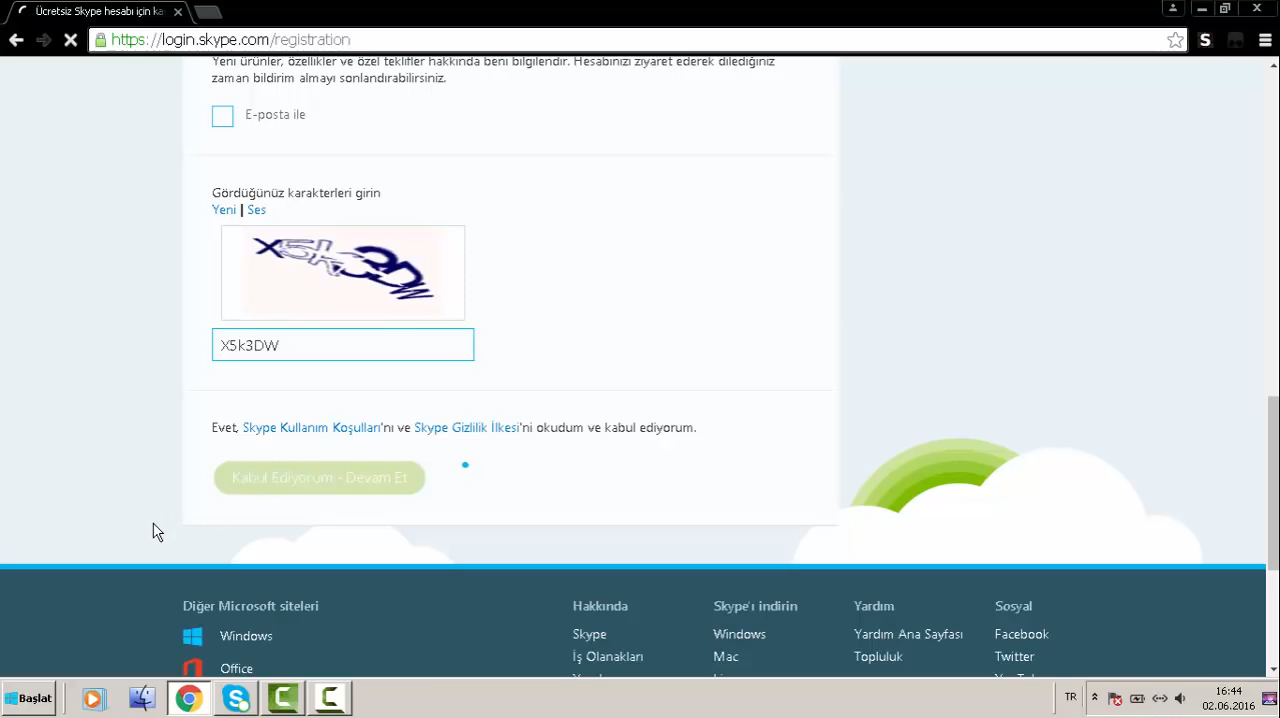 Ücretsiz Skype hesabı için ka
https://login.skype.com/registration
Yeni ürünler, özellikler ve özel teklifler hakkında beni bilgilendir. Hesabınızı ziyaret ederek dilediğiniz
zaman bildirim almayı sonlandırabilirsiniz.
E-posta ile
Gördüğünüz karakterleri girin
Yeni | Ses
X5k3DW
X5k3DW
Evet, Skype Kullanım Koşulları'nı ve Skype Gizlilik İlkesi'ni okudum ve kabul ediyorum.
Kabul Ediyorum - Devam Et
Diğer Microsoft siteleri
Windows
Office
Hakkında
Skype
İş Olanakları
Skype'ı indirin
Windows
Mac
Yardım
Yardım Ana Sayfası
Topluluk
Sosyal
Facebook
Twitter
Başlat
TR
16:44
02.06.2016